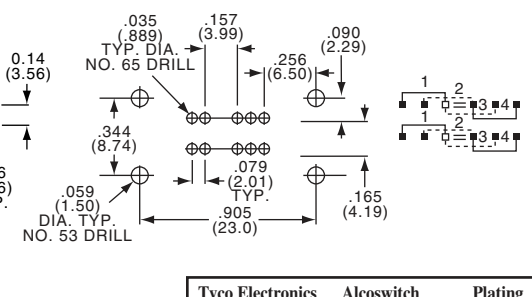 0.14
(3.56)
.035
(.889)
TYP. DIA.
NO. 65 DRILL
.157
(3.99)
.256
(6.50)
.090
(2.29)
.344
(8.74)
.059
(1.50)
DIA. TYP.
NO. 53 DRILL
.079
(2.01)
TYP.
.905
(23.0)
.165
(4.19)
1 2 3 4
1 2 3 4
Tyco Electronics Alcoswitch Plating